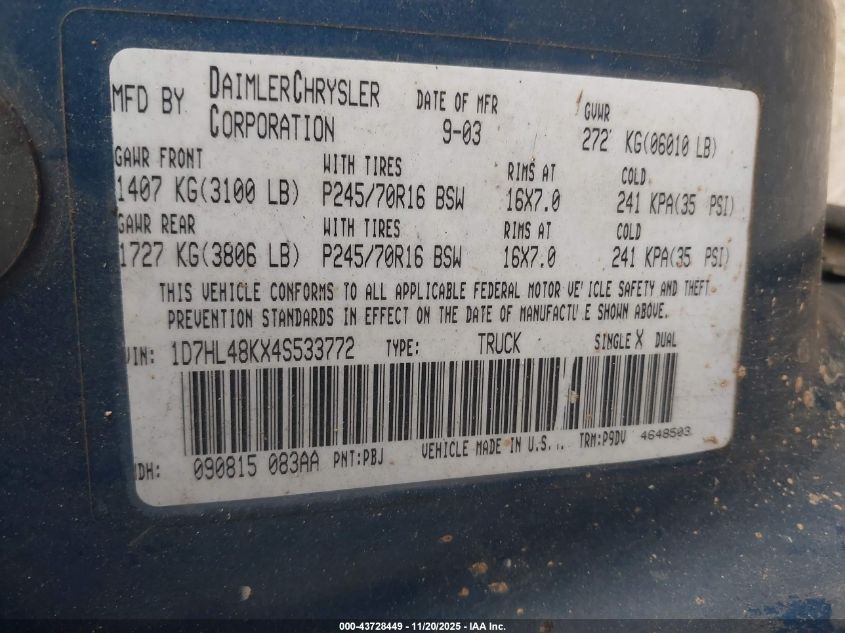 MFD BY DAIMLERCHRYSLER CORPORATION DATE OF MFR 9-03 GVWR 272' KG(06010 LB)
GAWR FRONT WITH TIRES RIMS AT COLD
1407 KG(3100 LB) P245/70R16 BSW 16X7.0 241 KPA(35 PSI)
GAWR REAR WITH TIRES RIMS AT COLD
1727 KG(3806 LB) P245/70R16 BSW 16X7.0 241 KPA(35 PSI)
THIS VEHICLE CONFORMS TO ALL APPLICABLE FEDERAL MOTOR VE'ICLE SAFETY AND THEFT
PREVENTION STANDARDS IN EFFECT ON THE DATE OF MANUFACTU'E SHOWN ABOVE.
VIN: 1D7HL48KX4S533772 TYPE: TRUCK SINGLE X DUAL
MDH: 090815 083AA PNT:PBJ VEHICLE MADE IN U.S... TRM:P9DV 4648503
000-43728449 - 11/20/2025 - IAA Inc.